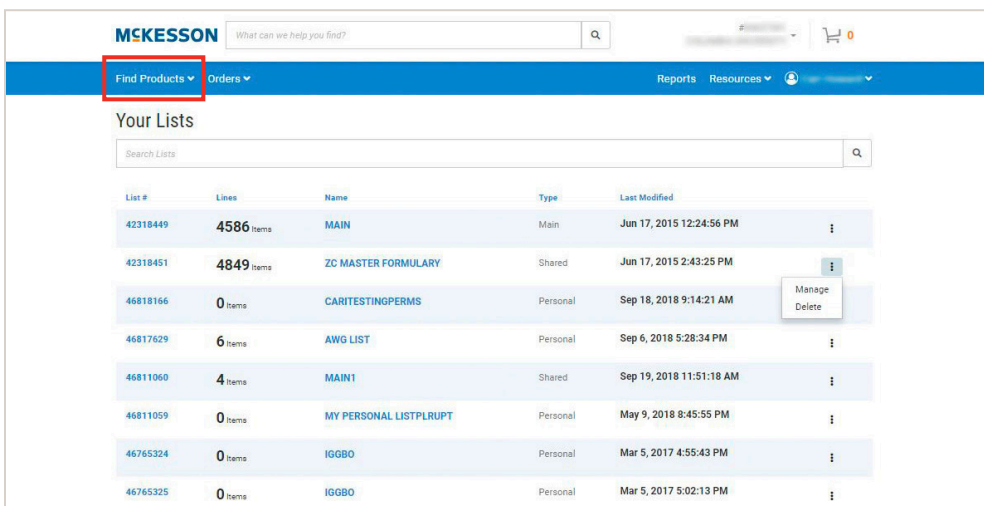 MCKESSON What can we help you find? # 0
Find Products Orders Reports Resources
Your Lists
Search Lists
List # Lines Name Type Last Modified
42318449 4586 Items MAIN Main Jun 17, 2015 12:24:56 PM
42318451 4849 Items ZC MASTER FORMULARY Shared Jun 17, 2015 2:43:25 PM
Manage
46818166 0 Items CARITESTINGPERMS Personal Sep 18, 2018 9:14:21 AM
Delete
46817629 6 Items AWG LIST Personal Sep 6, 2018 5:28:34 PM
46811060 4 Items MAIN1 Shared Sep 19, 2018 11:51:18 AM
46811059 0 Items MY PERSONAL LISTPLRUPT Personal May 9, 2018 8:45:55 PM
46765324 0 Items IGGBO Personal Mar 5, 2017 4:55:43 PM
46765325 0 Items IGGBO Personal Mar 5, 2017 5:02:13 PM